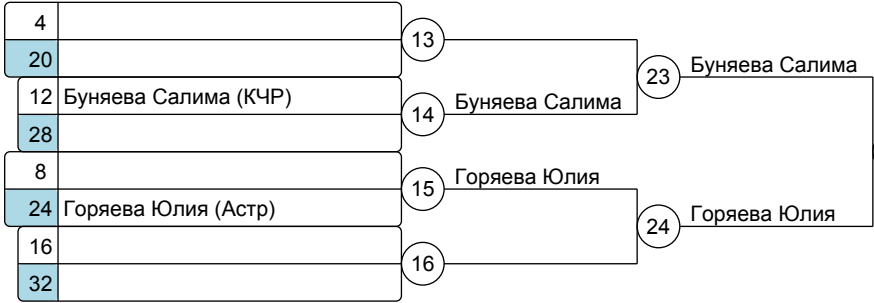 4
13
20
23 Буняева Салима
12 Буняева Салима (КЧР)
14 Буняева Салима
28
8
15 Горяева Юлия
24 Горяева Юлия (Астр)
24 Горяева Юлия
16
16
32